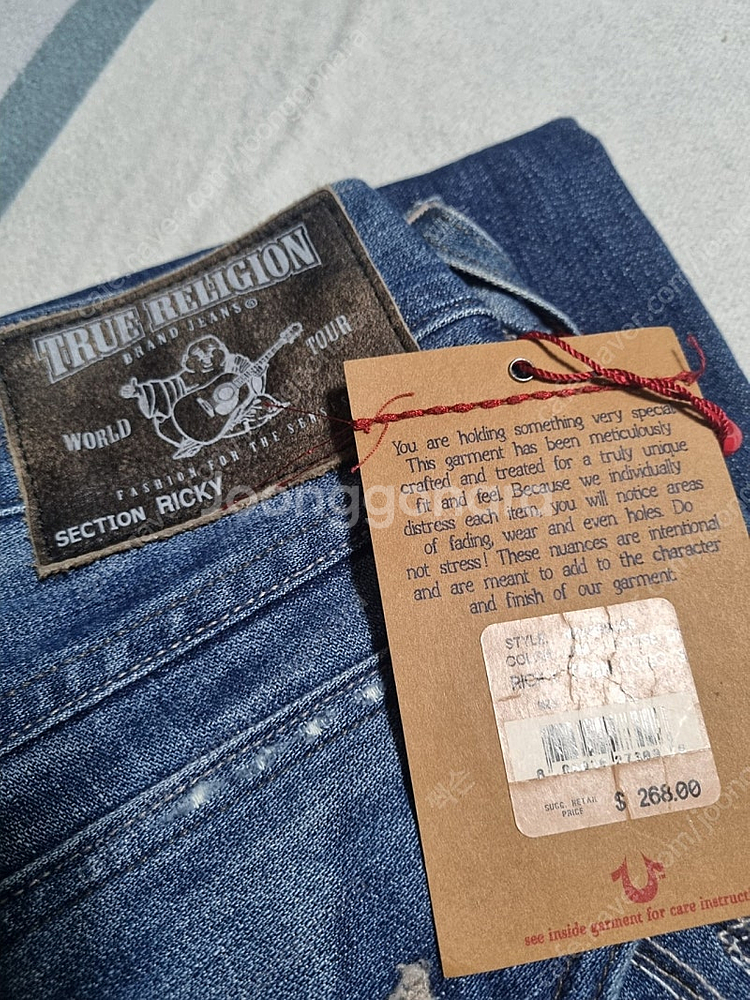 TRUE RELIGION
BRAND JEANS®
WORLD TOUR
FASHION FOR THE SEN
SECTION RICKY
You are holding something very special
This garment has been meticulously
crafted and treated for a truly unique
fit and feel. Because we individually
distress each item, you will notice areas
of fading, wear and even holes. Do
not stress! These nuances are intentional
and are meant to add to the character
and finish of our garment.
STYLE
SUGG. RETAIL
PRICE
$ 268.00
see inside garment for care instruct
Joonggonara